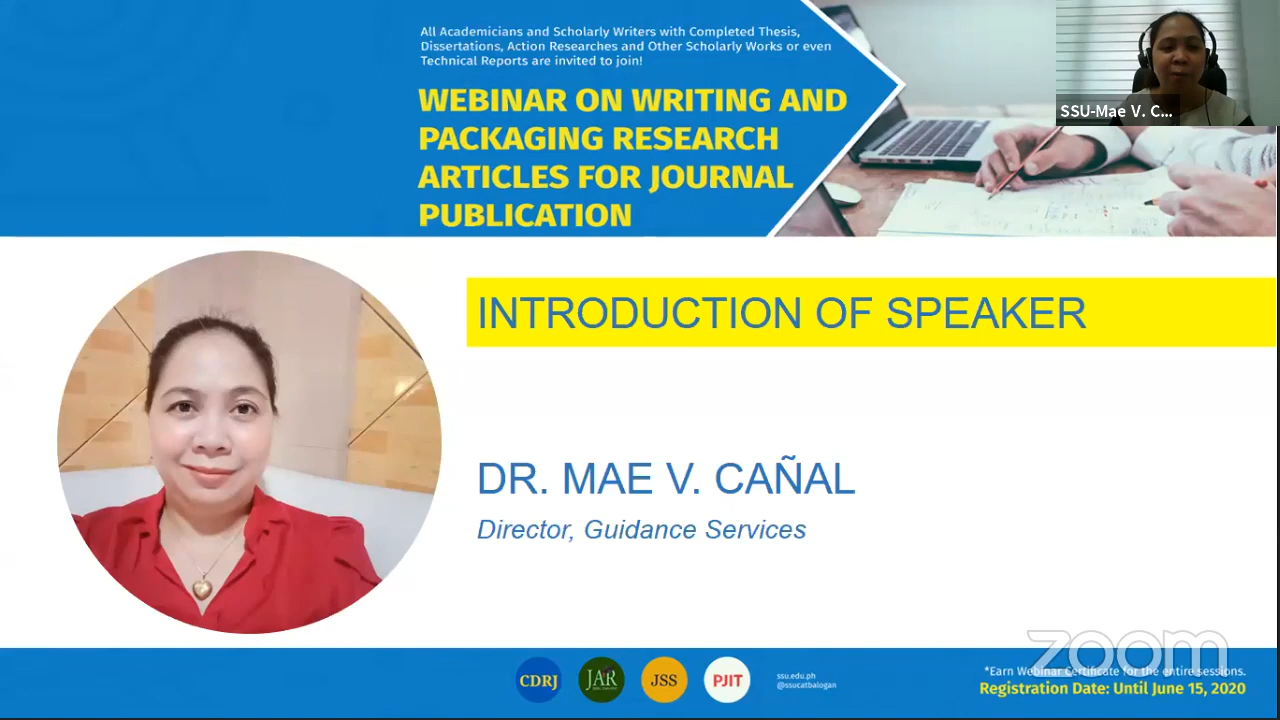 All Academicians and Scholarly Writers with Completed Thesis,
Dissertations, Action Researches and Other Scholarly Works or even
Technical Reports are invited to join!
WEBINAR ON WRITING AND
PACKAGING RESEARCH
ARTICLES FOR JOURNAL
PUBLICATION
SSU-Mae V. C...
INTRODUCTION OF SPEAKER
DR. MAE V. CAÑAL
Director, Guidance Services
CDRJ
JAR
JSS
PJIT
ssu.edu.ph
@ssucatbalogan
zoom
*Earn Webinar Certificate for the entire sessions.
Registration Date: Until June 15, 2020